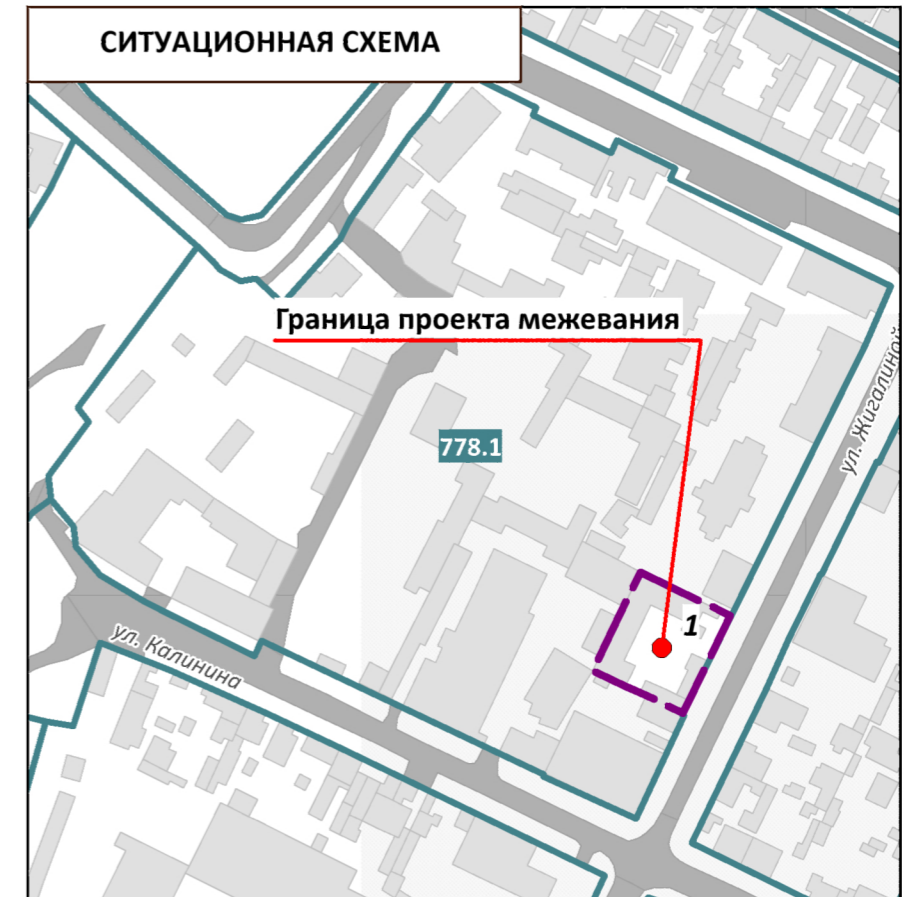 СИТУАЦИОННАЯ СХЕМА
Граница проекта межевания
ул. Жигалиной
778.1
1
ул. Калинина